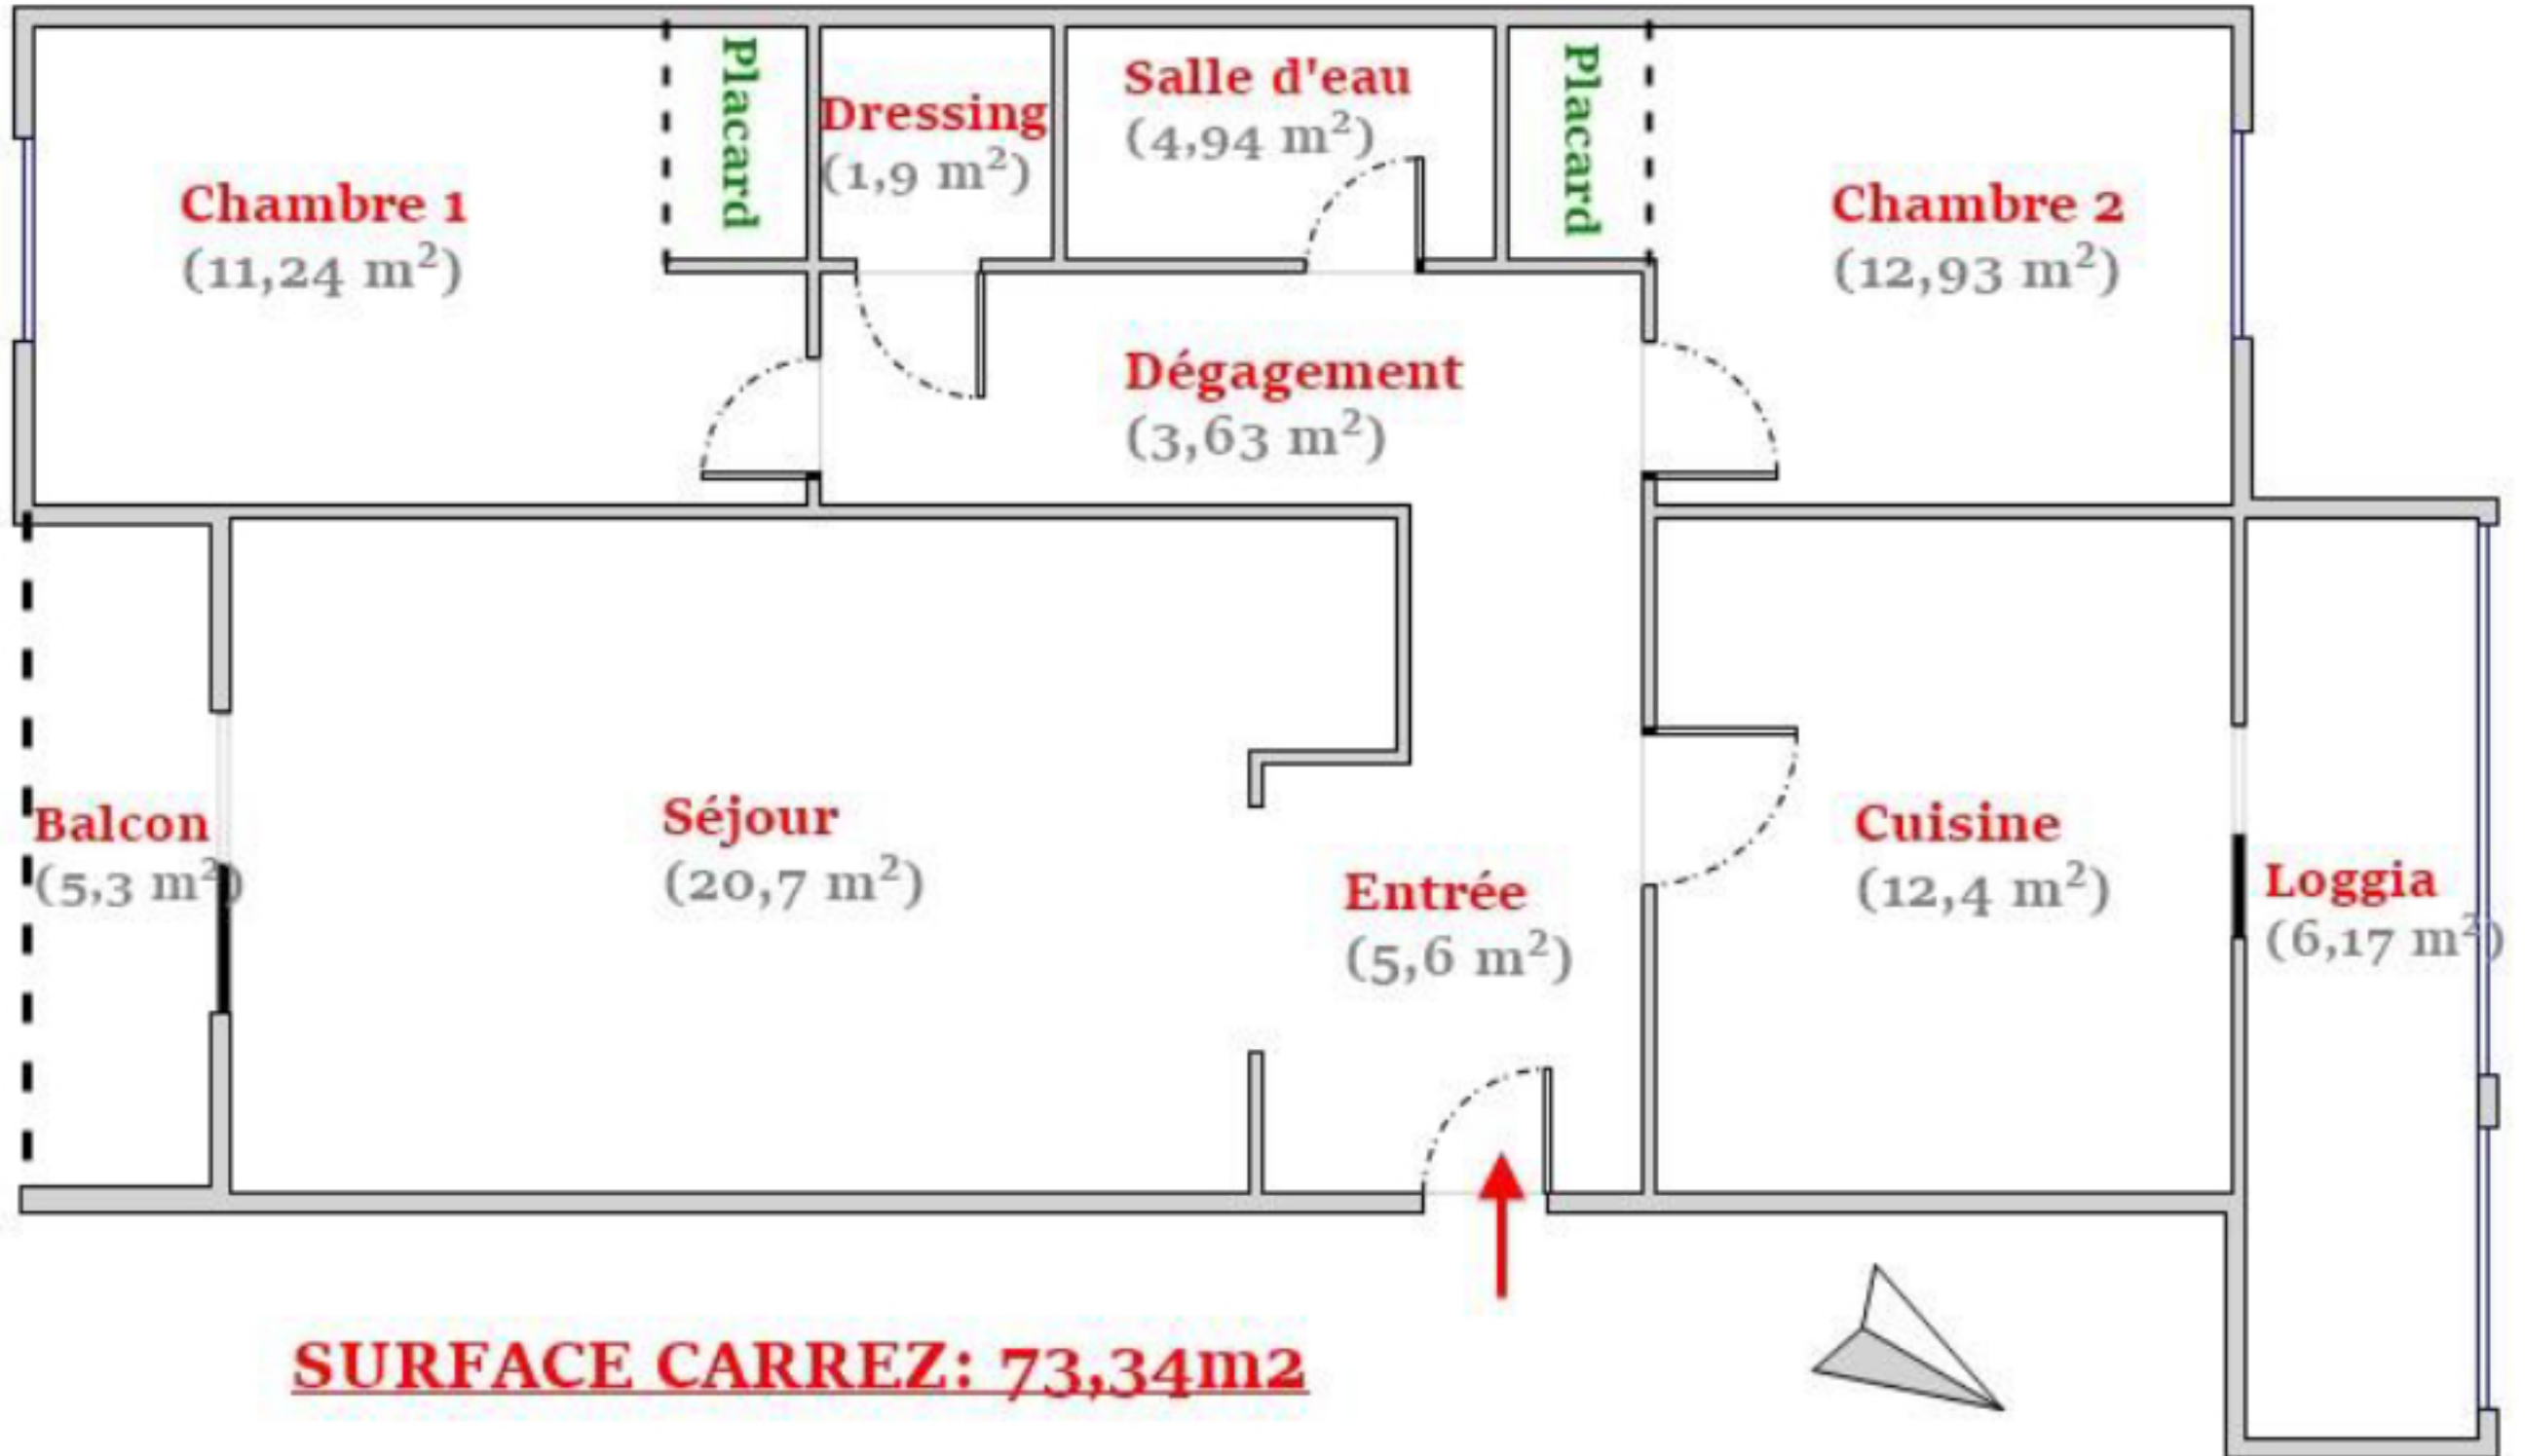 Chambre 1
(11,24 m²)
Placard
Dressing
(1,9 m²)
Salle d'eau
(4,94 m²)
Placard
Chambre 2
(12,93 m²)
Dégagement
(3,63 m²)
Balcon
(5,3 m²)
Séjour
(20,7 m²)
Entrée
(5,6 m²)
Cuisine
(12,4 m²)
Loggia
(6,17 m²)
SURFACE CARREZ: 73,34m2